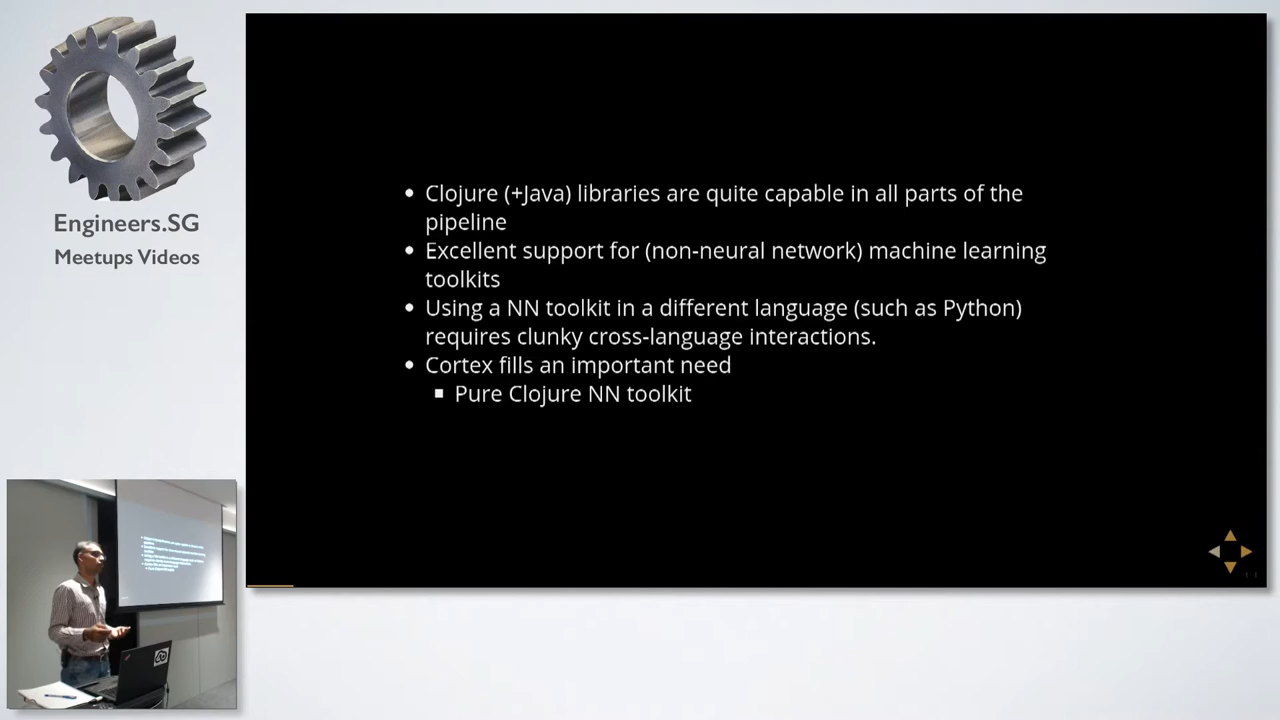 Engineers.SG
Meetups Videos
• Clojure (+Java) libraries are quite capable in all parts of the
pipeline
• Excellent support for (non-neural network) machine learning
toolkits
• Using a NN toolkit in a different language (such as Python)
requires clunky cross-language interactions.
• Cortex fills an important need
▪ Pure Clojure NN toolkit